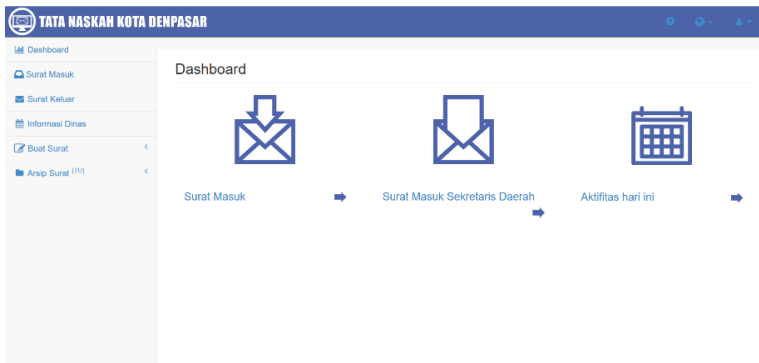 TATA NASKAH KOTA DENPASAR
Dashboard
Surat Masuk
Surat Keluar
Informasi Dinas
Buat Surat
Arsip Surat
Dashboard
Surat Masuk
Surat Masuk Sekretaris Daerah
Aktifitas hari ini